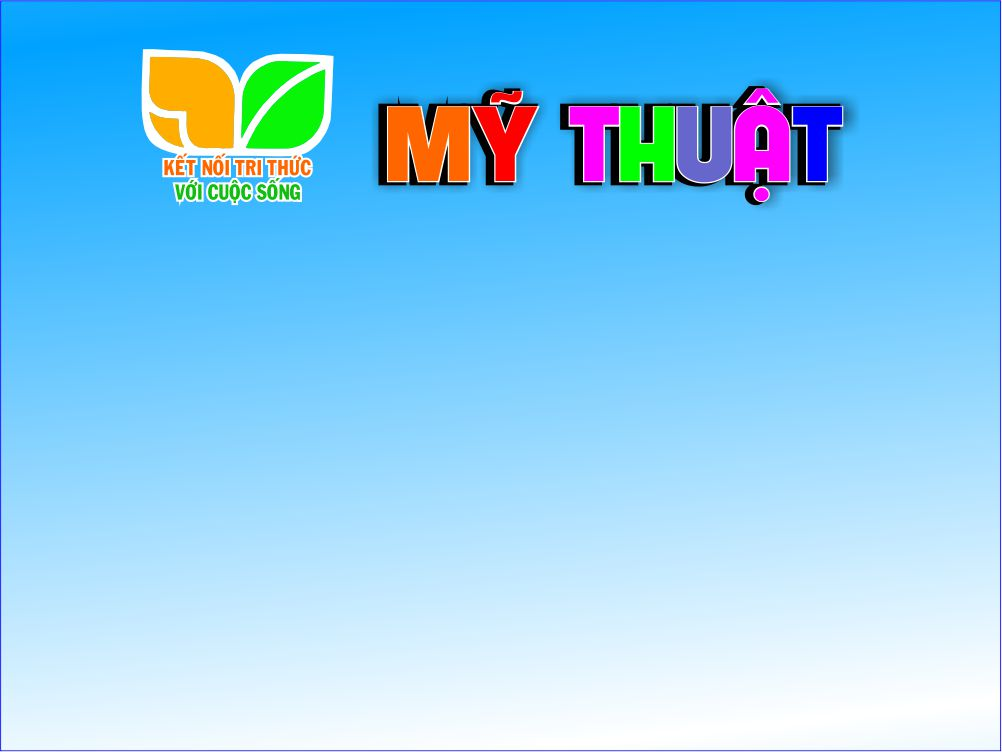 KẾT NỐI TRI THỨC
VỚI CUỘC SỐNG
MỸ THUẬT